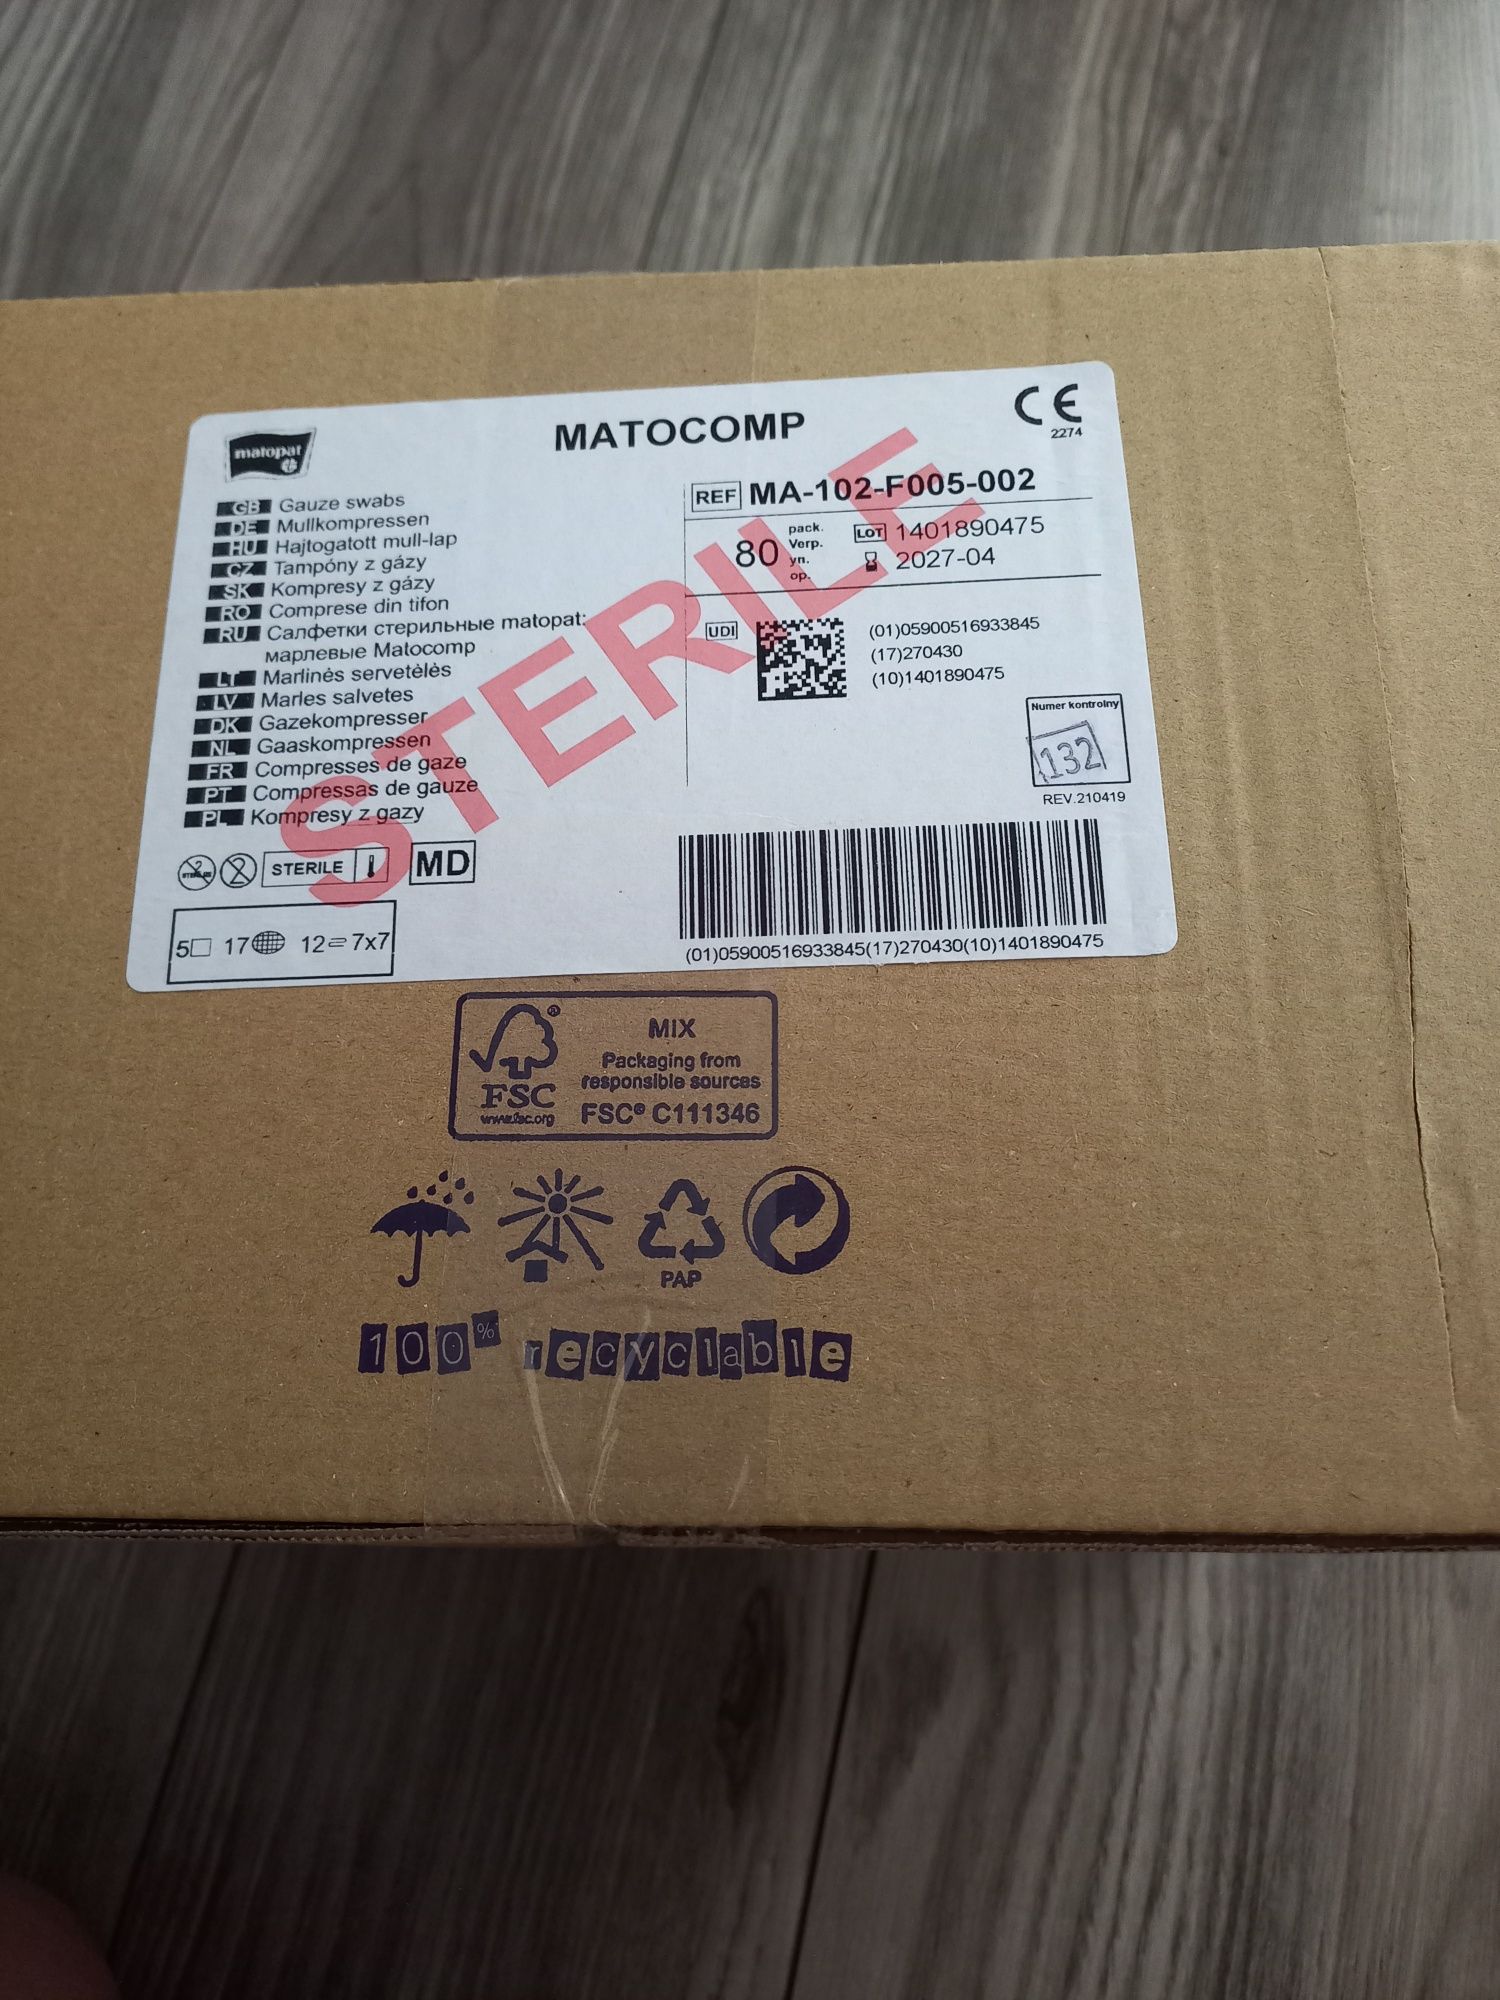 matopat
MATOCOMP
CE
2274
GB Gauze swabs
DE Mullkompressen
HU Hajtogatott mull-lap
CZ Tampóny z gázy
SK Kompresy z gázy
RO Comprese din tifon
RU Салфетки стерильные matopat:
марлевые Matocomp
LT Marlinės servetėlės
LV Marles salvetes
DK Gazekompresser
NL Gaaskompressen
FR Compresses de gaze
PT Compressas de gauze
PL Kompresy z gazy
STERILE
REF MA-102-F005-002
80 pack.
Verp.
yn.
op.
LOT 1401890475
2027-04
UDI
(01)05900516933845
(17)270430
(10)1401890475
Numer kontrolny
132
REV.210419
2 STERILE MD
5 17 12 7x7
(01)05900516933845(17)270430(10)1401890475
FSC®
www.fsc.org
MIX
Packaging from
responsible sources
FSC® C111346
PAP
100% recyclable